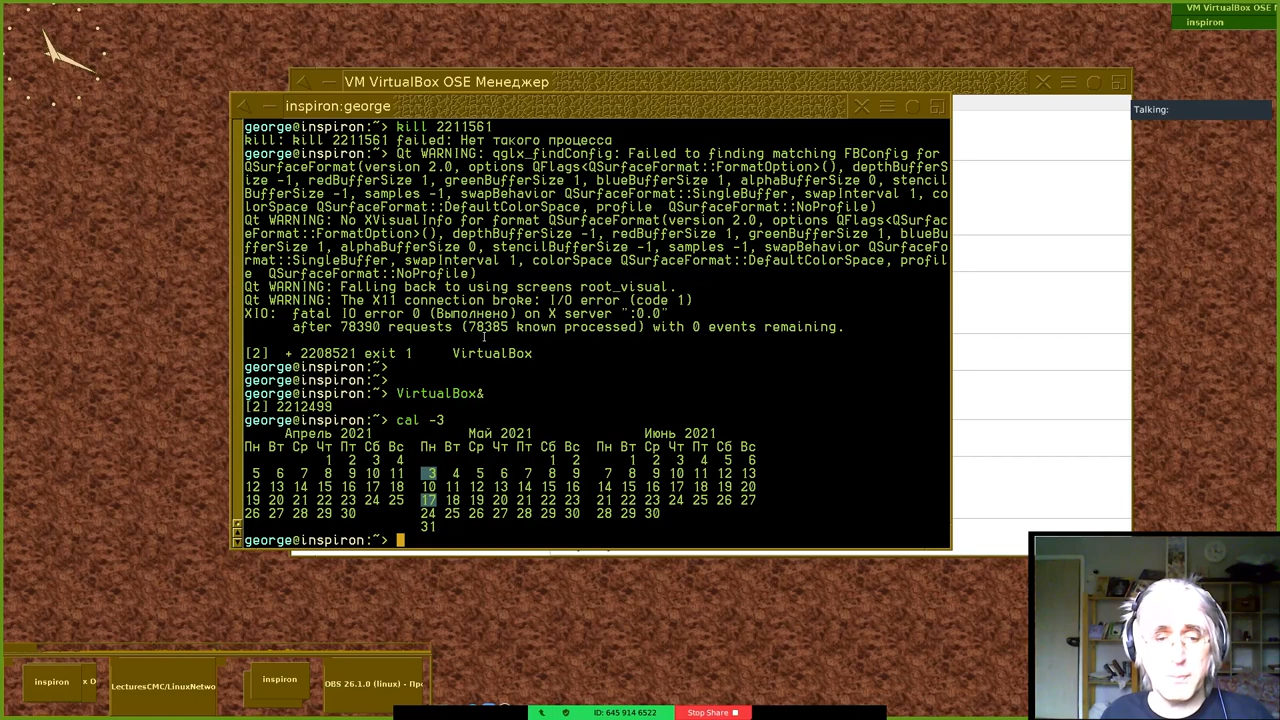 VM VirtualBox OSE M
inspiron
VM VirtualBox OSE Менеджер
inspiron:george
Talking:
george@inspiron:~> kill 2211561
kill: kill 2211561 failed: Нет такого процесса
george@inspiron:~> Qt WARNING: qglx_findConfig: Failed to finding matching FBConfig for
QSurfaceFormat(version 2.0, options QFlags<QSurfaceFormat::FormatOption>(), depthBufferS
ize -1, redBufferSize 1, greenBufferSize 1, blueBufferSize 1, alphaBufferSize 0, stencil
BufferSize -1, samples -1, swapBehavior QSurfaceFormat::SingleBuffer, swapInterval 1, co
lorSpace QSurfaceFormat::DefaultColorSpace, profile  QSurfaceFormat::NoProfile)
Qt WARNING: No XVisualInfo for format QSurfaceFormat(version 2.0, options QFlags<QSurfac
eFormat::FormatOption>(), depthBufferSize -1, redBufferSize 1, greenBufferSize 1, blueBu
fferSize 1, alphaBufferSize 0, stencilBufferSize -1, samples -1, swapBehavior QSurfaceFo
rmat::SingleBuffer, swapInterval 1, colorSpace QSurfaceFormat::DefaultColorSpace, profil
e  QSurfaceFormat::NoProfile)
Qt WARNING: Falling back to using screens root_visual.
Qt WARNING: The X11 connection broke: I/O error (code 1)
XIO:  fatal IO error 0 (Выполнено) on X server ":0.0"
      after 78390 requests (78385 known processed) with 0 events remaining.
[2]  + 2208521 exit 1     VirtualBox
george@inspiron:~>
george@inspiron:~>
george@inspiron:~> VirtualBox&
[2] 2212499
george@inspiron:~> cal -3
Апрель 2021 Май 2021 Июнь 2021
Пн Вт Ср Чт Пт Сб Вс  Пн Вт Ср Чт Пт Сб Вс  Пн Вт Ср Чт Пт Сб Вс
1 2 3 4 1 2 1 2 3 4 5 6
5 6 7 8 9 10 11 3 4 5 6 7 8 9 7 8 9 10 11 12 13
12 13 14 15 16 17 18 10 11 12 13 14 15 16 14 15 16 17 18 19 20
19 20 21 22 23 24 25 17 18 19 20 21 22 23 21 22 23 24 25 26 27
26 27 28 29 30 24 25 26 27 28 29 30 28 29 30
31
george@inspiron:~>
inspiron
x D
LecturesCMC/LinuxNetwo
inspiron
OBS 26.1.0 (linux) - Про
ID: 645 914 6522
Stop Share